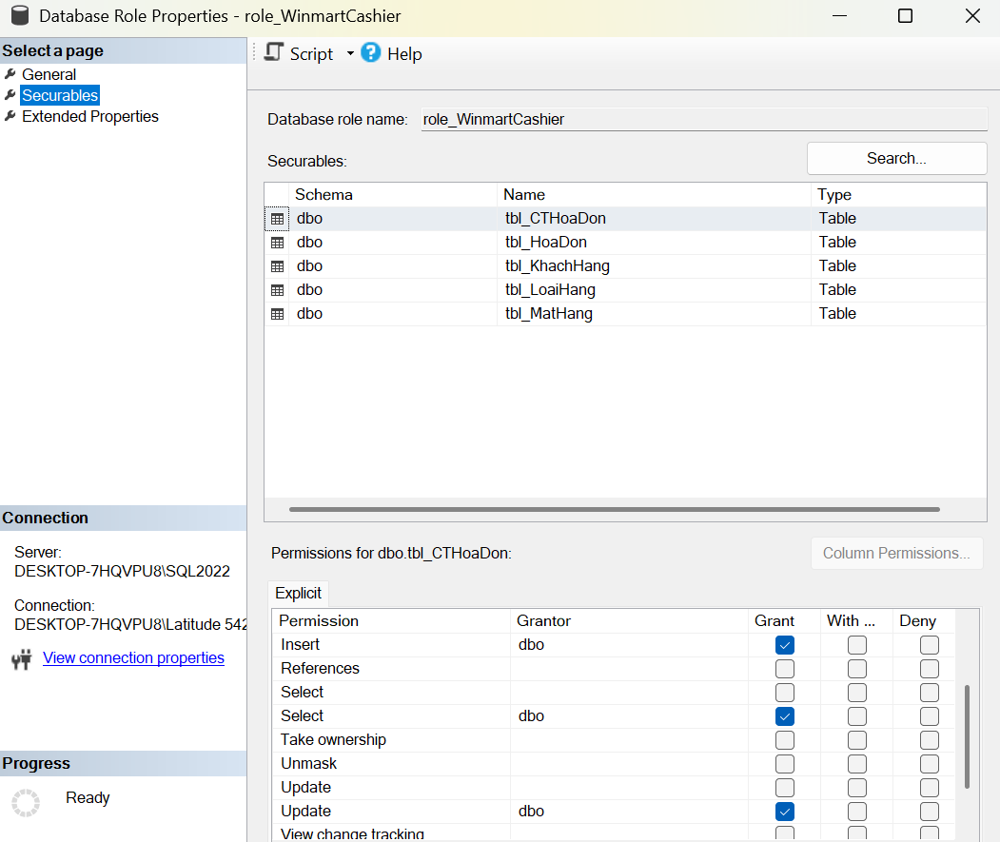 Database Role Properties - role_WinmartCashier
Select a page
General
Securables
Extended Properties
Script
Help
Database role name: role_WinmartCashier
Securables:
Search...
Schema Name Type
dbo tbl_CTHoaDon Table
dbo tbl_HoaDon Table
dbo tbl_KhachHang Table
dbo tbl_LoaiHang Table
dbo tbl_MatHang Table
Connection
Server:
DESKTOP-7HQVPU8\SQL2022
Connection:
DESKTOP-7HQVPU8\Latitude 542
View connection properties
Progress
Ready
Permissions for dbo.tbl_CTHoaDon:
Column Permissions...
Explicit
Permission Grantor Grant With ... Deny
Insert dbo
References
Select
Select dbo
Take ownership
Unmask
Update
Update dbo
View change tracking